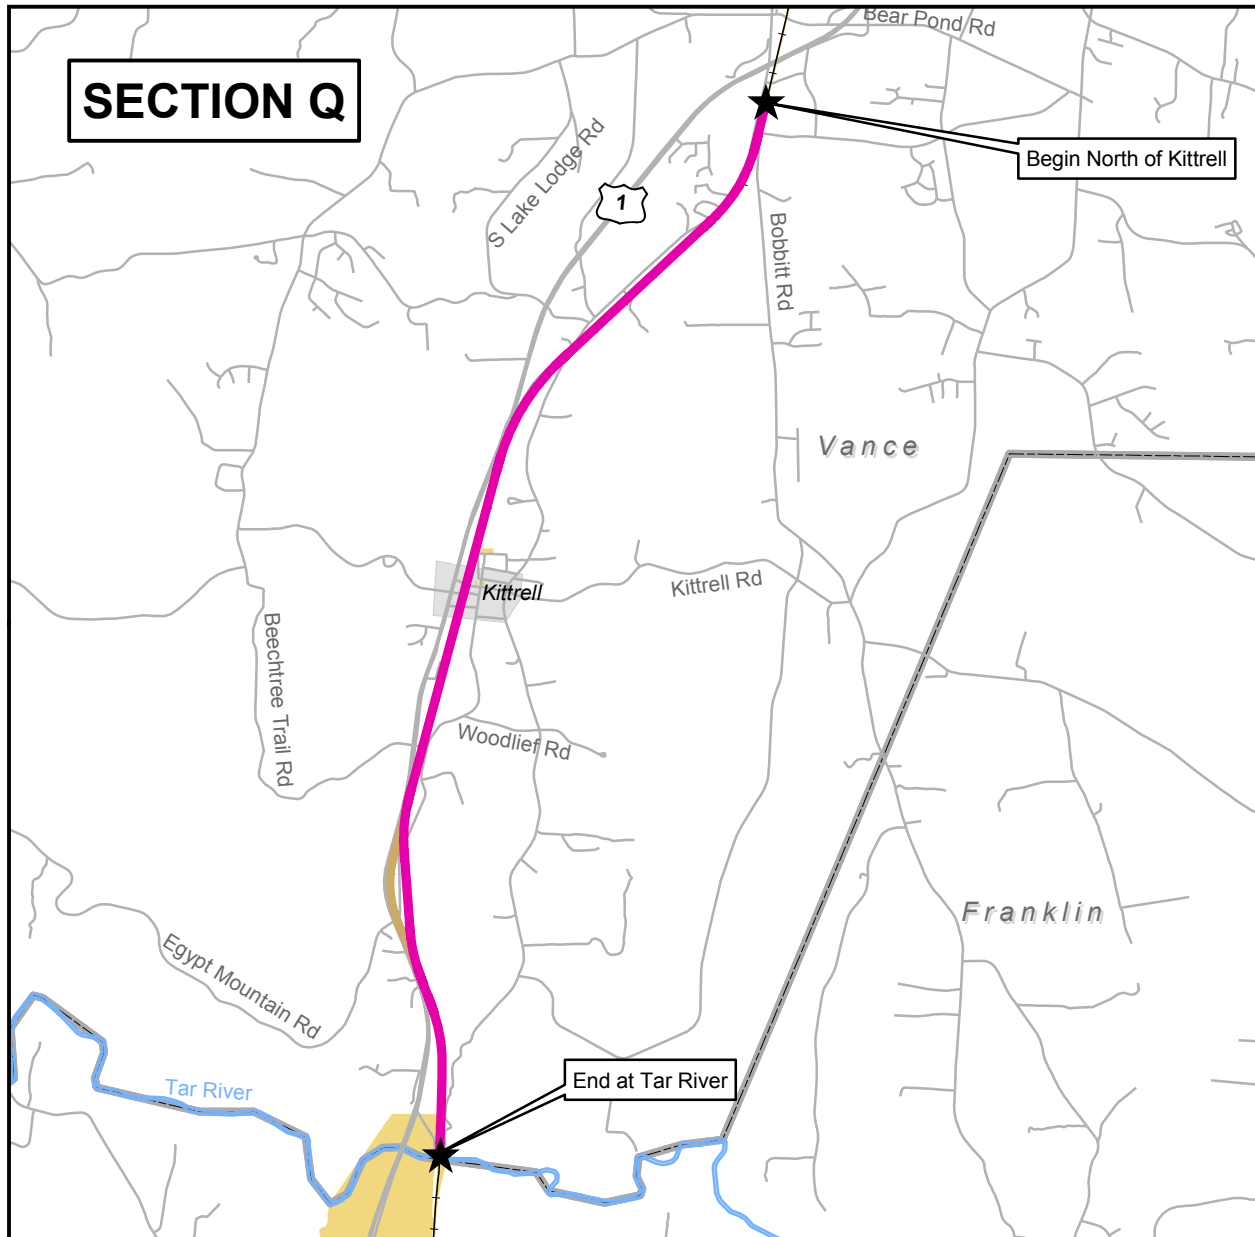 Bear Pond Rd
SECTION Q
Begin North of Kittrell
S Lake Lodge Rd
1
Bobbitt Rd
Vance
Kittrell
Kittrell Rd
Beechtree Trail Rd
Woodlief Rd
Franklin
Egypt Mountain Rd
End at Tar River
Tar River